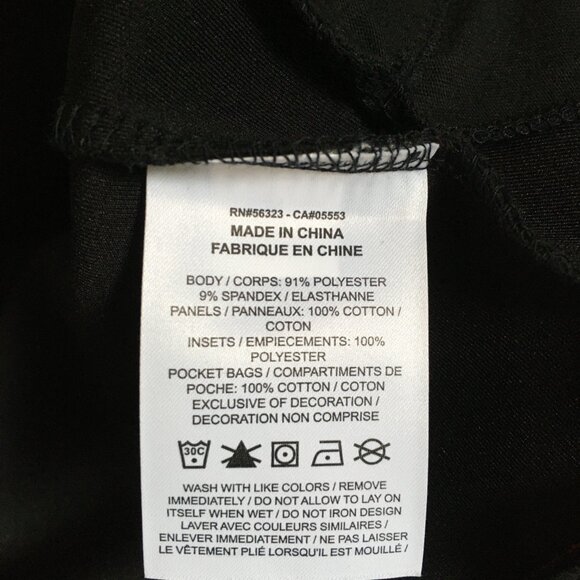 RN#56323 - CA#05553
MADE IN CHINA
FABRIQUE EN CHINE
BODY / CORPS: 91% POLYESTER
9% SPANDEX / ELASTHANNE
PANELS / PANNEAUX: 100% COTTON /
COTON
INSETS / EMPIECEMENTS: 100%
POLYESTER
POCKET BAGS / COMPARTIMENTS DE
POCHE: 100% COTTON / COTON
EXCLUSIVE OF DECORATION /
DECORATION NON COMPRISE
30C
WASH WITH LIKE COLORS / REMOVE
IMMEDIATELY / DO NOT ALLOW TO LAY ON
ITSELF WHEN WET / DO NOT IRON DESIGN
LAVER AVEC COULEURS SIMILAIRES /
ENLEVER IMMÉDIATEMENT / NE PAS LAISSER
LE VÊTEMENT PLIÉ LORSQU'IL EST MOUILLÉ /